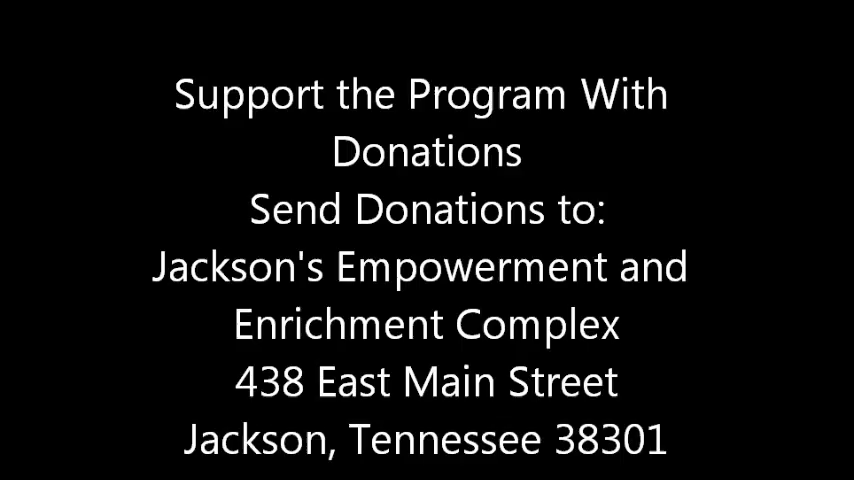 Support the Program With
Donations
Send Donations to:
Jackson's Empowerment and
Enrichment Complex
438 East Main Street
Jackson, Tennessee 38301